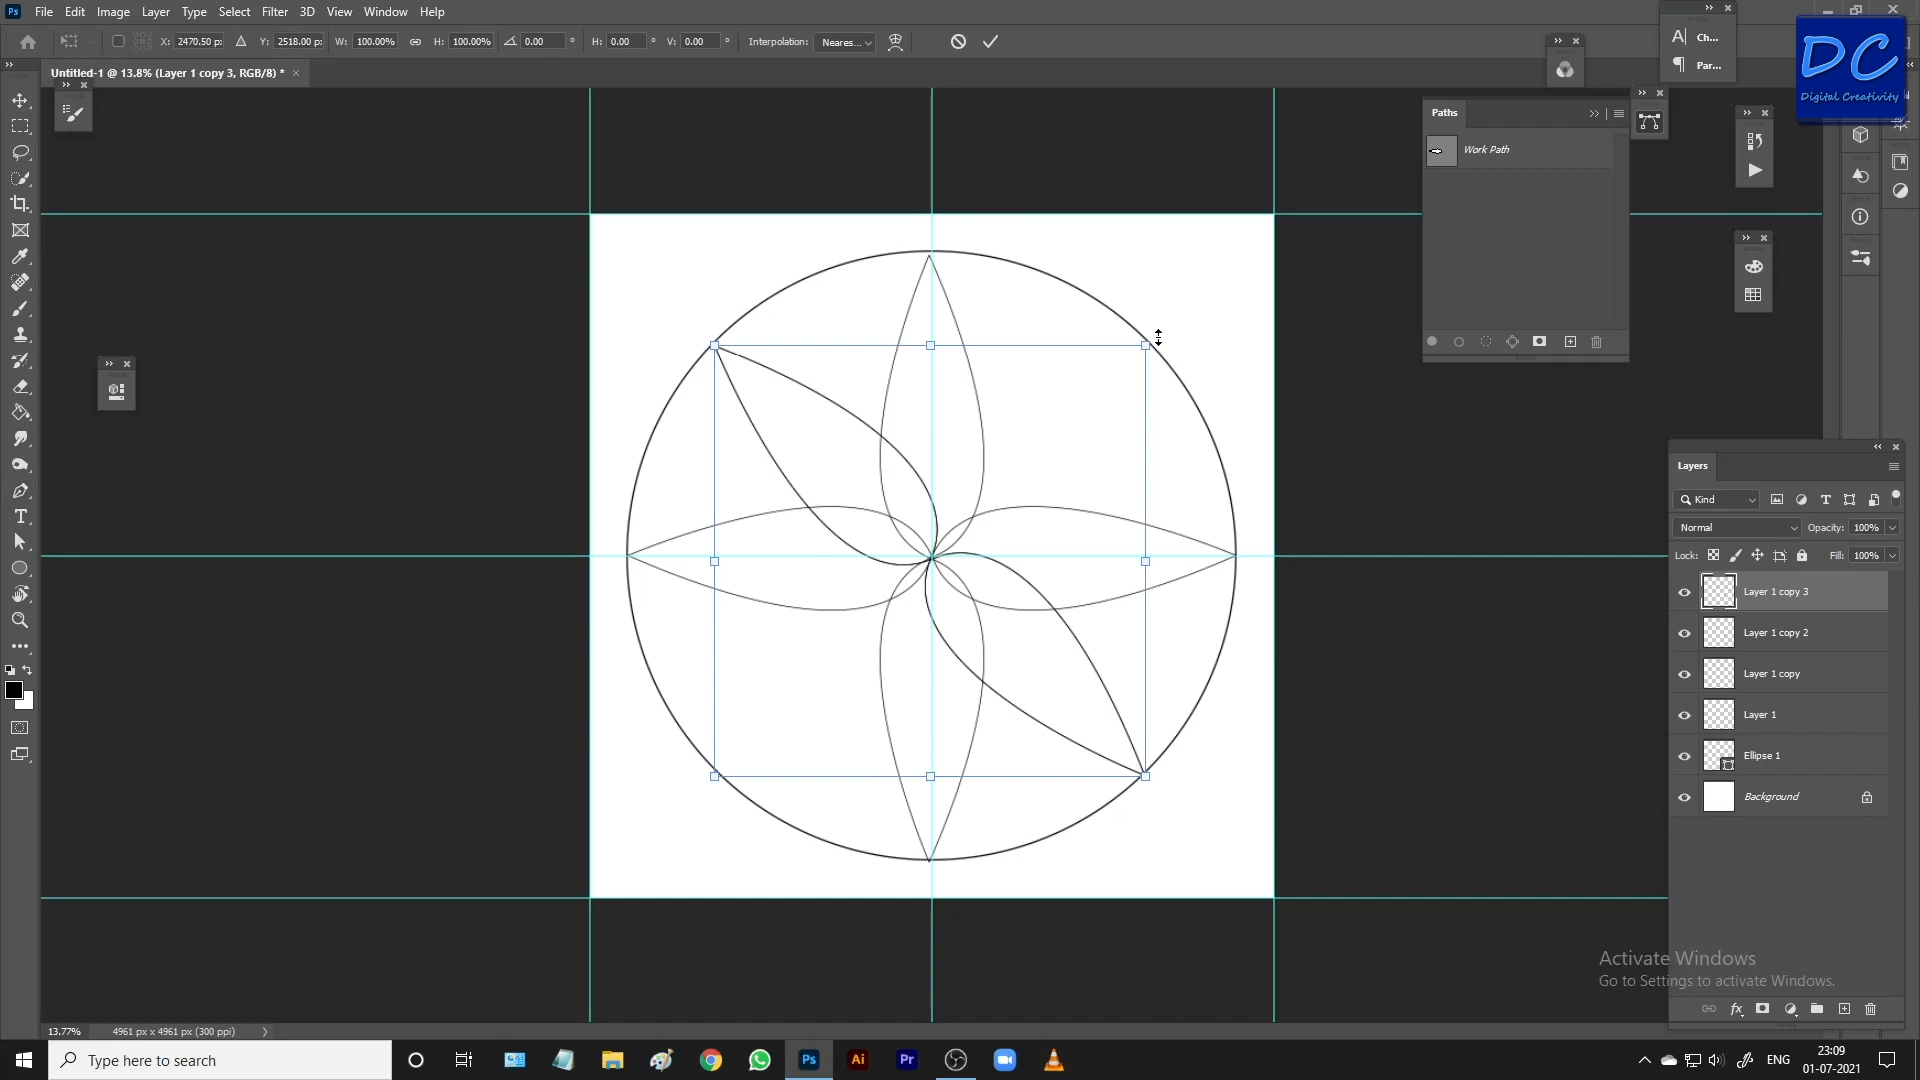 Ps File Edit Image Layer Type Select Filter 3D View Window Help
X: 2470.50 p: Y: 2518.00 p: W: 100.00% H: 100.00% 0.00 ° H: 0.00 ° V: 0.00 ° Interpolation: Neares...
A| Ch...
¶ Par...
DC
Digital Creativity
Untitled-1 @ 13.8% (Layer 1 copy 3, RGB/8) * ×
Paths
Work Path
Layers
Kind
Normal Opacity: 100%
Lock: Fill: 100%
Layer 1 copy 3
Layer 1 copy 2
Layer 1 copy
Layer 1
Ellipse 1
Background
Activate Windows
Go to Settings to activate Windows.
13.77% 4961 px x 4961 px (300 ppi)
Type here to search
Ps Ai Pr
ENG
23:09
01-07-2021